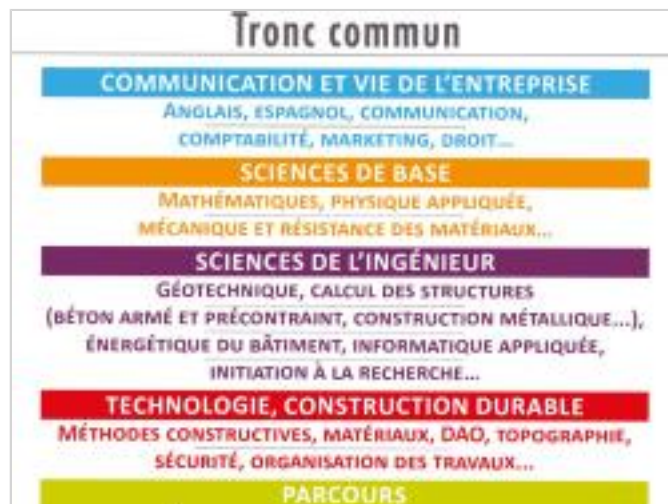 Tronc commun
COMMUNICATION ET VIE DE L'ENTREPRISE
ANGLAIS, ESPAGNOL, COMMUNICATION,
COMPTABILITÉ, MARKETING, DROIT...
SCIENCES DE BASE
MATHÉMATIQUES, PHYSIQUE APPLIQUÉE,
MÉCANIQUE ET RÉSISTANCE DES MATÉRIAUX...
SCIENCES DE L'INGÉNIEUR
GÉOTECHNIQUE, CALCUL DES STRUCTURES
(BÉTON ARMÉ ET PRÉCONTRAINT, CONSTRUCTION MÉTALLIQUE...),
ÉNERGÉTIQUE DU BÂTIMENT, INFORMATIQUE APPLIQUÉE,
INITIATION À LA RECHERCHE...
TECHNOLOGIE, CONSTRUCTION DURABLE
MÉTHODES CONSTRUCTIVES, MATÉRIAUX, DAO, TOPOGRAPHIE,
SÉCURITÉ, ORGANISATION DES TRAVAUX...
PARCOURS